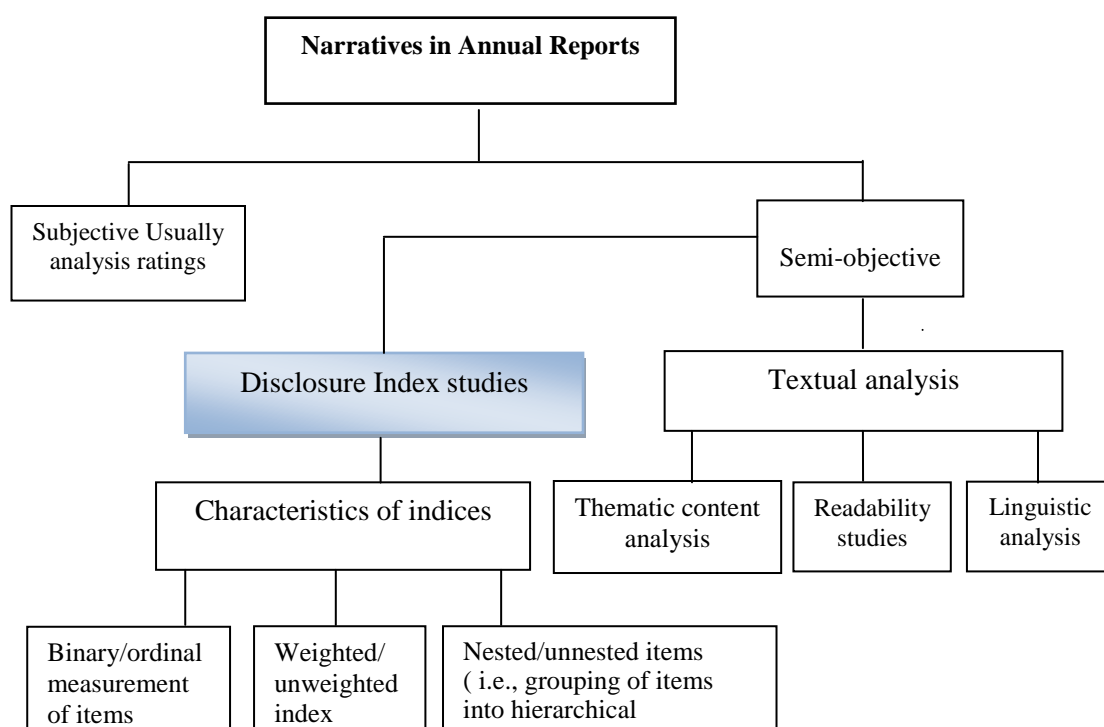 Narratives in Annual Reports
Subjective Usually
analysis ratings
Semi-objective
Disclosure Index studies
Textual analysis
Characteristics of indices
Thematic content
analysis
Readability
studies
Linguistic
analysis
Binary/ordinal
measurement
of items
Weighted/
unweighted
index
Nested/unnested items
( i.e., grouping of items
into hierarchical